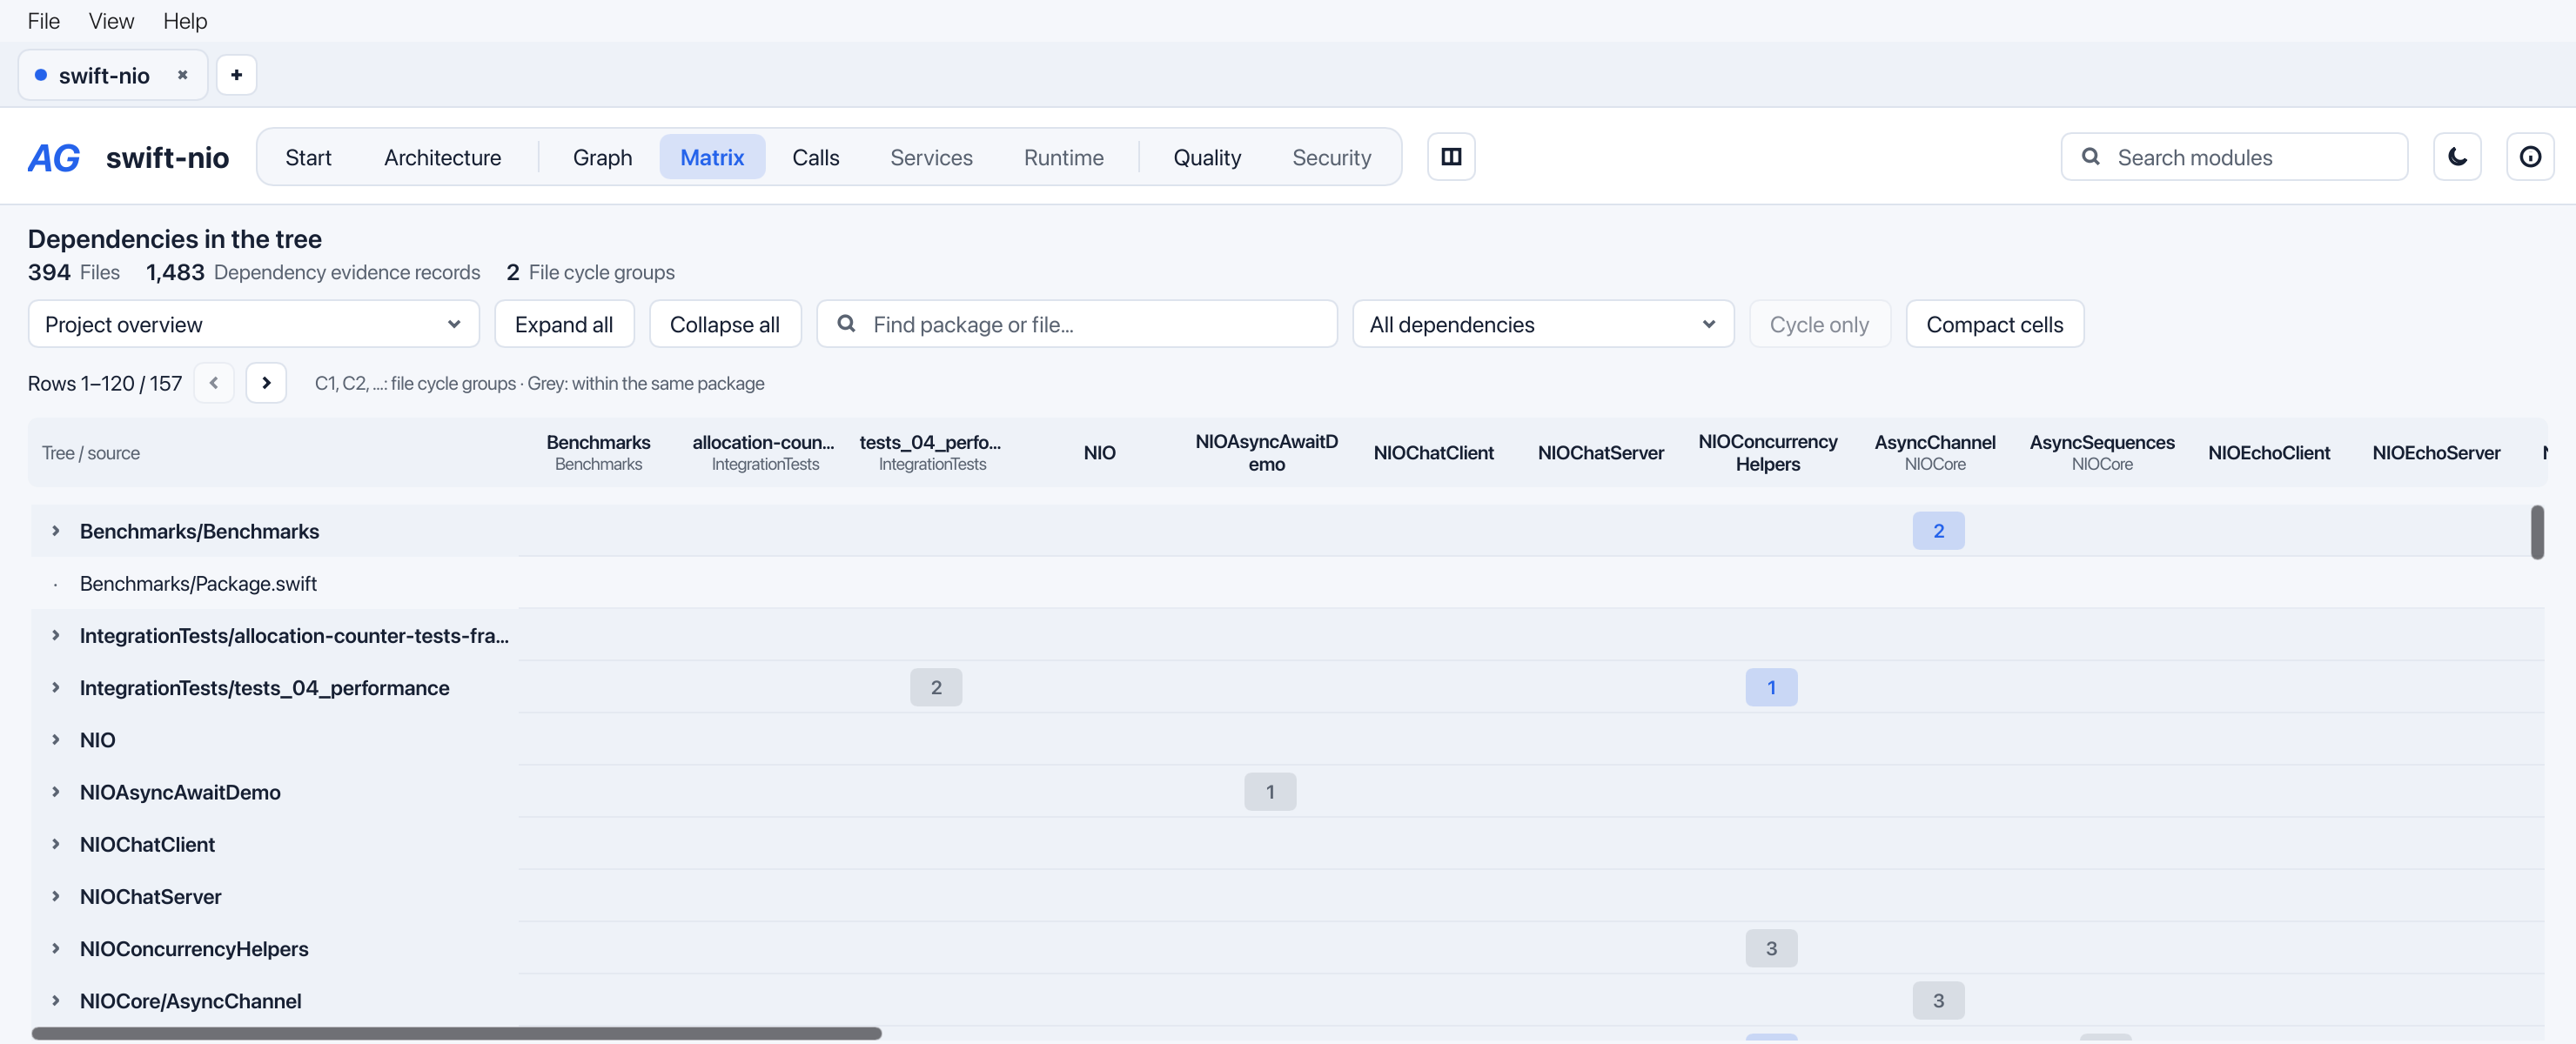 File View Help
swift-nio
AG swift-nio Start Architecture Graph Matrix Calls Services Runtime Quality Security Search modules
Dependencies in the tree
394 Files 1,483 Dependency evidence records 2 File cycle groups
Project overview Expand all Collapse all Find package or file... All dependencies Cycle only Compact cells
Rows 1–120 / 157 C1, C2, ...: file cycle groups · Grey: within the same package
Tree / source
Benchmarks
Benchmarks
allocation-coun...
IntegrationTests
tests_04_perfo...
IntegrationTests
NIO
NIOAsyncAwaitD
emo
NIOChatClient
NIOChatServer
NIOConcurrency
Helpers
AsyncChannel
NIOCore
AsyncSequences
NIOCore
NIOEchoClient
NIOEchoServer
Benchmarks/Benchmarks 2
Benchmarks/Package.swift
IntegrationTests/allocation-counter-tests-fra...
IntegrationTests/tests_04_performance 2 1
NIO
NIOAsyncAwaitDemo 1
NIOChatClient
NIOChatServer
NIOConcurrencyHelpers 3
NIOCore/AsyncChannel 3